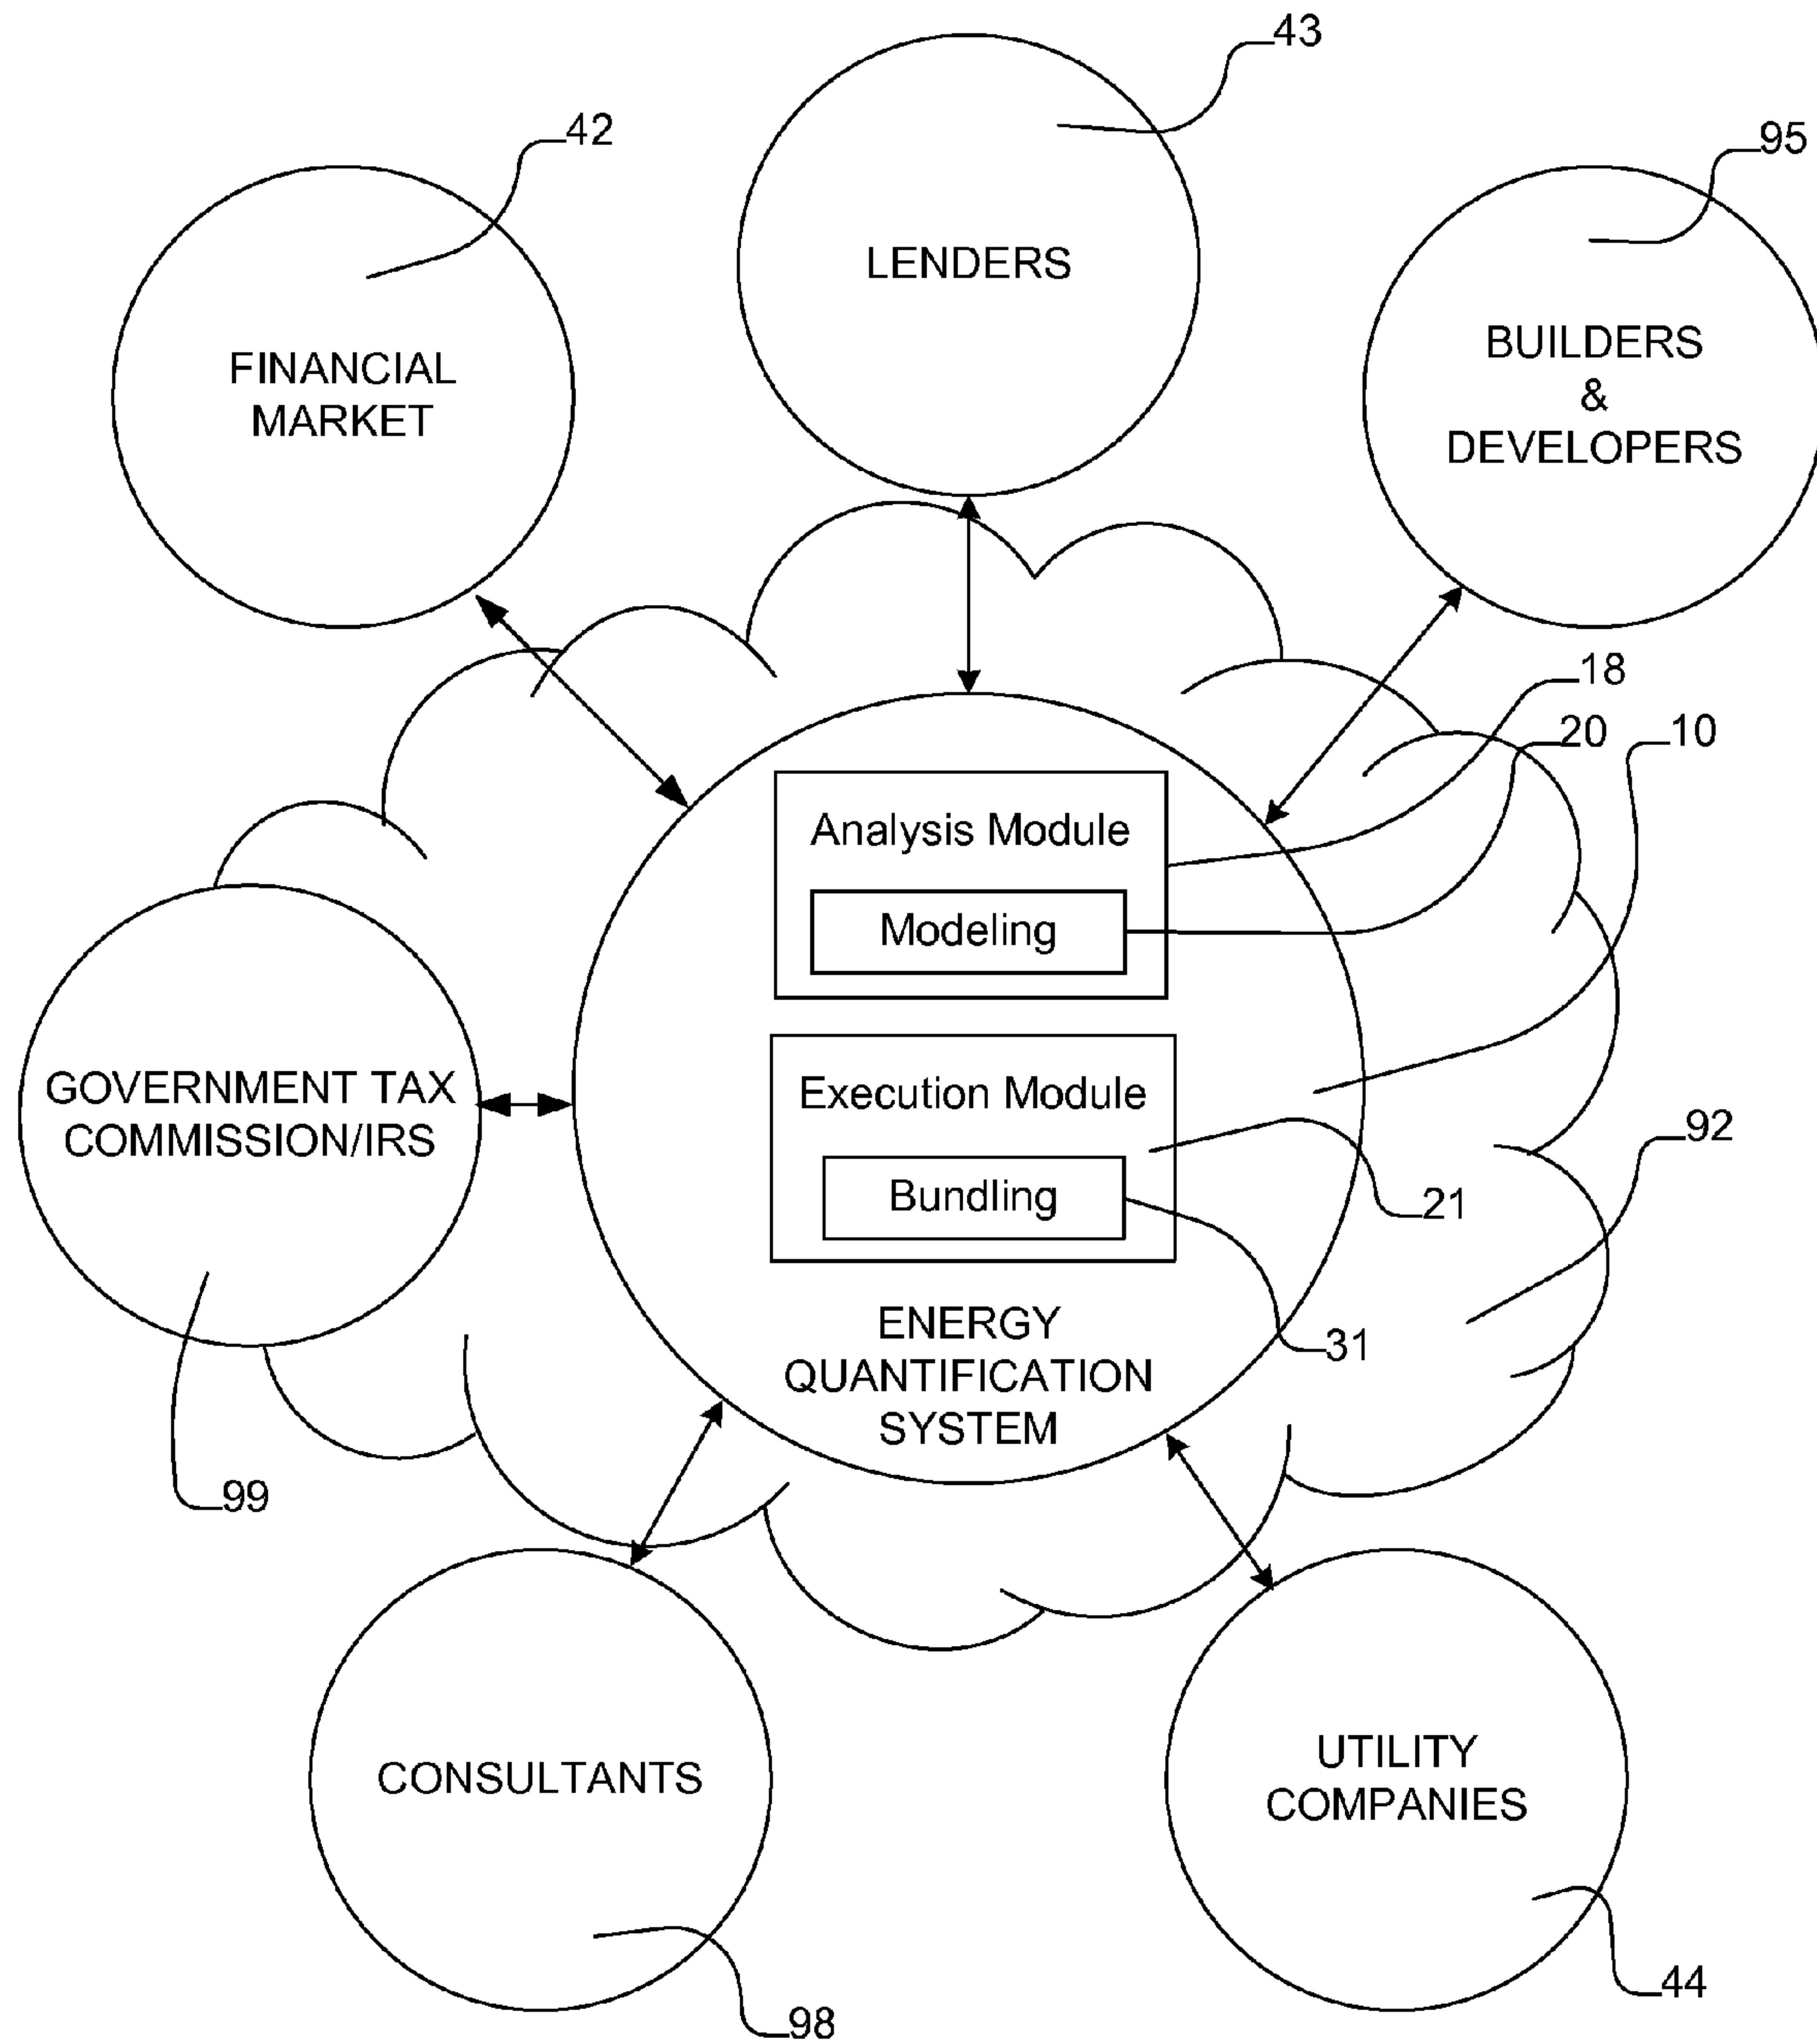 43
42
95
LENDERS
BUILDERS
&
DEVELOPERS
FINANCIAL
MARKET
18
20
10
Analysis Module
Modeling
GOVERNMENT TAX
COMMISSION/IRS
Execution Module
Bundling
92
21
31
ENERGY
QUANTIFICATION
SYSTEM
99
CONSULTANTS
UTILITY
COMPANIES
44
98